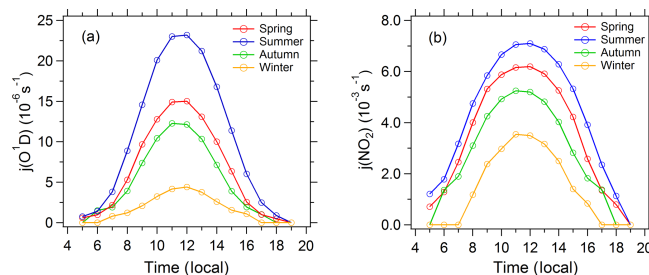 (a)
Spring
Summer
Autumn
Winter
j(O¹D) (10⁻⁶ s⁻¹)
25
20
15
10
5
0
4 6 8 10 12 14 16 18 20
Time (local)
(b)
Spring
Summer
Autumn
Winter
j(NO₂) (10⁻³ s⁻¹)
8.0
6.0
4.0
2.0
0.0
4 6 8 10 12 14 16 18 20
Time (local)